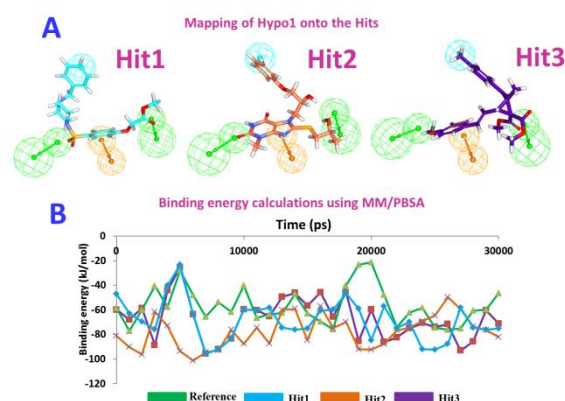 A
Mapping of Hypo1 onto the Hits
Hit1
Hit2
Hit3
B
Binding energy calculations using MM/PBSA
Time (ps)
0 10000 20000 30000
Binding energy (kJ/mol)
0
-20
-40
-60
-80
-100
-120
Reference Hit1 Hit2 Hit3